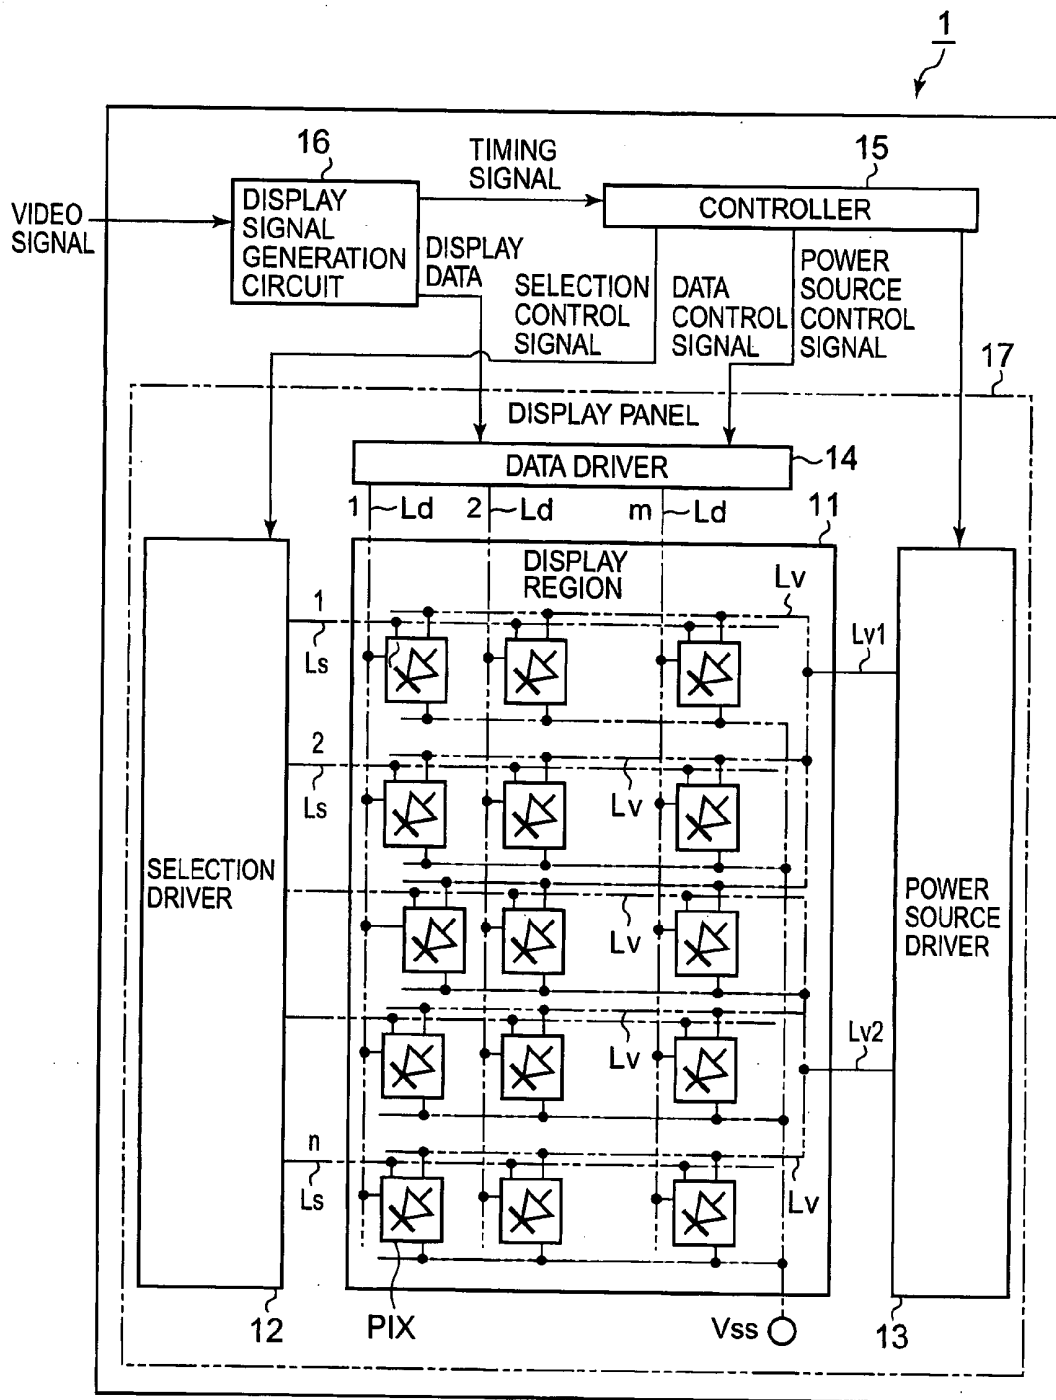 1
16
TIMING
SIGNAL
15
VIDEO
SIGNAL
DISPLAY
SIGNAL
GENERATION
CIRCUIT
CONTROLLER
DISPLAY
DATA
SELECTION
CONTROL
SIGNAL
DATA
CONTROL
SIGNAL
POWER
SOURCE
CONTROL
SIGNAL
17
DISPLAY PANEL
DATA DRIVER
14
1 Ld 2 Ld m Ld
11
DISPLAY
REGION
Lv
1
Ls
Lv1
2
Ls
Lv
SELECTION
DRIVER
POWER
SOURCE
DRIVER
Lv
Lv
Lv2
n
Ls
Lv
12
PIX
Vss
13